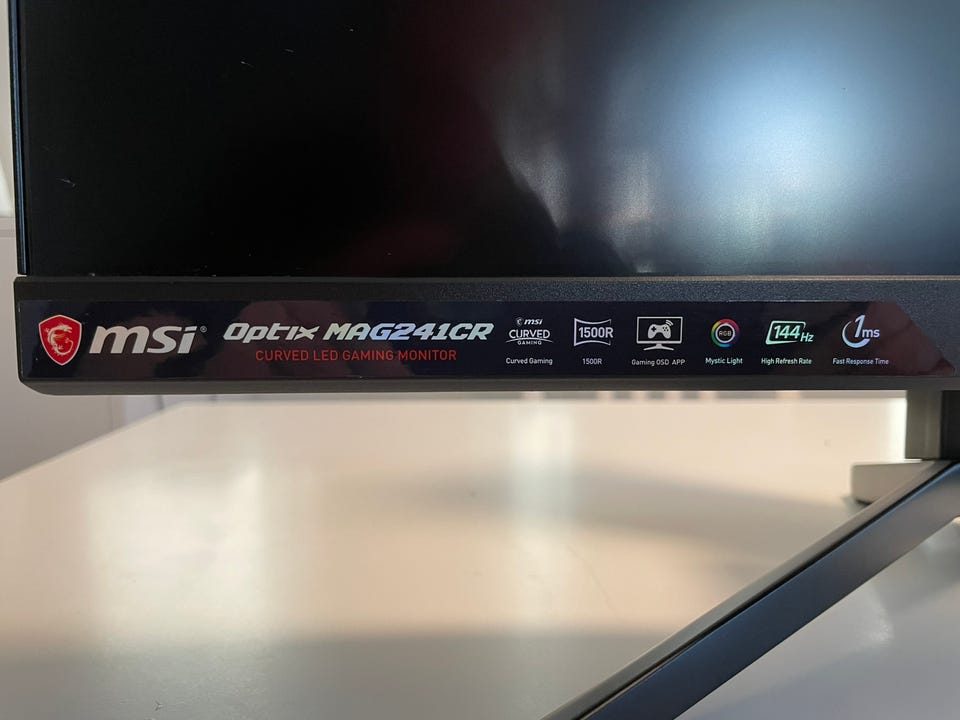 msi® Optix MAG241CR
CURVED LED GAMING MONITOR
msi
CURVED
GAMING
Curved Gaming
1500R
1500R
Gaming OSD APP
RGB
Mystic Light
144Hz
High Refresh Rate
1ms
Fast Response Time